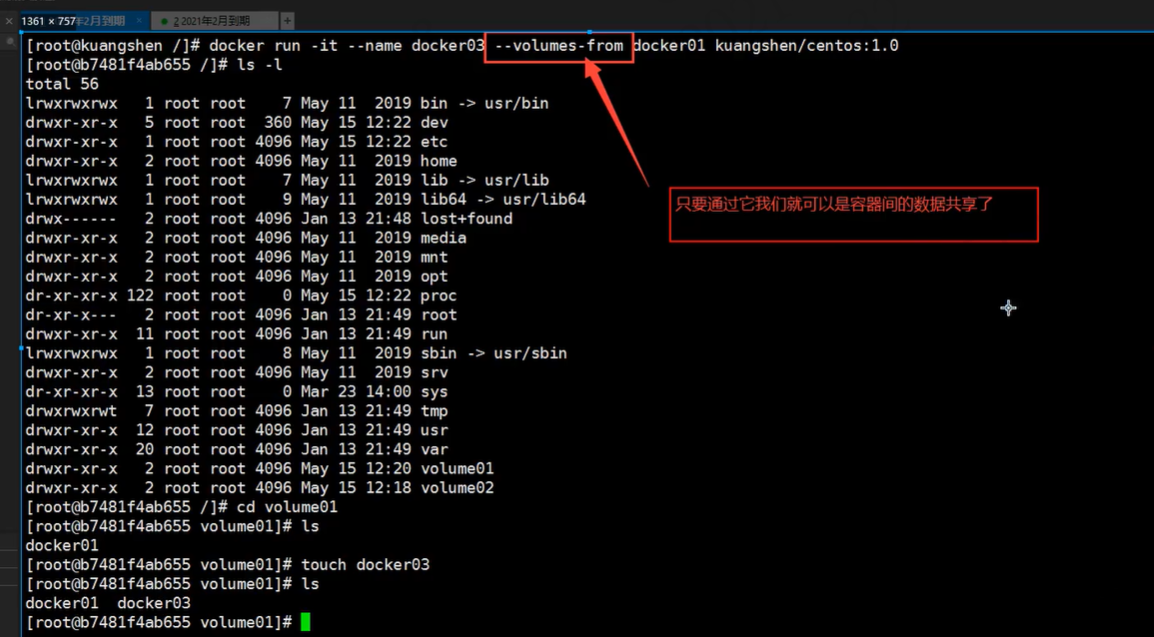 1361 × 757年2月到期 ×
2 2021年2月到期 +
[root@kuangshen /]# docker run -it --name docker03 --volumes-from docker01 kuangshen/centos:1.0
[root@b7481f4ab655 /]# ls -l
total 56
lrwxrwxrwx   1 root root    7 May 11  2019 bin -> usr/bin
drwxr-xr-x   5 root root  360 May 15 12:22 dev
drwxr-xr-x   1 root root 4096 May 15 12:22 etc
drwxr-xr-x   2 root root 4096 May 11  2019 home
lrwxrwxrwx   1 root root    7 May 11  2019 lib -> usr/lib
lrwxrwxrwx   1 root root    9 May 11  2019 lib64 -> usr/lib64
drwx------   2 root root 4096 Jan 13 21:48 lost+found
drwxr-xr-x   2 root root 4096 May 11  2019 media
drwxr-xr-x   2 root root 4096 May 11  2019 mnt
drwxr-xr-x   2 root root 4096 May 11  2019 opt
dr-xr-xr-x 122 root root    0 May 15 12:22 proc
dr-xr-x---   2 root root 4096 Jan 13 21:49 root
drwxr-xr-x  11 root root 4096 Jan 13 21:49 run
lrwxrwxrwx   1 root root    8 May 11  2019 sbin -> usr/sbin
drwxr-xr-x   2 root root 4096 May 11  2019 srv
dr-xr-xr-x  13 root root    0 Mar 23 14:00 sys
drwxrwxrwt   7 root root 4096 Jan 13 21:49 tmp
drwxr-xr-x  12 root root 4096 Jan 13 21:49 usr
drwxr-xr-x  20 root root 4096 Jan 13 21:49 var
drwxr-xr-x   2 root root 4096 May 15 12:20 volume01
drwxr-xr-x   2 root root 4096 May 15 12:18 volume02
只要通过它我们就可以是容器间的数据共享了
[root@b7481f4ab655 /]# cd volume01
[root@b7481f4ab655 volume01]# ls
docker01
[root@b7481f4ab655 volume01]# touch docker03
[root@b7481f4ab655 volume01]# ls
docker01  docker03
[root@b7481f4ab655 volume01]#